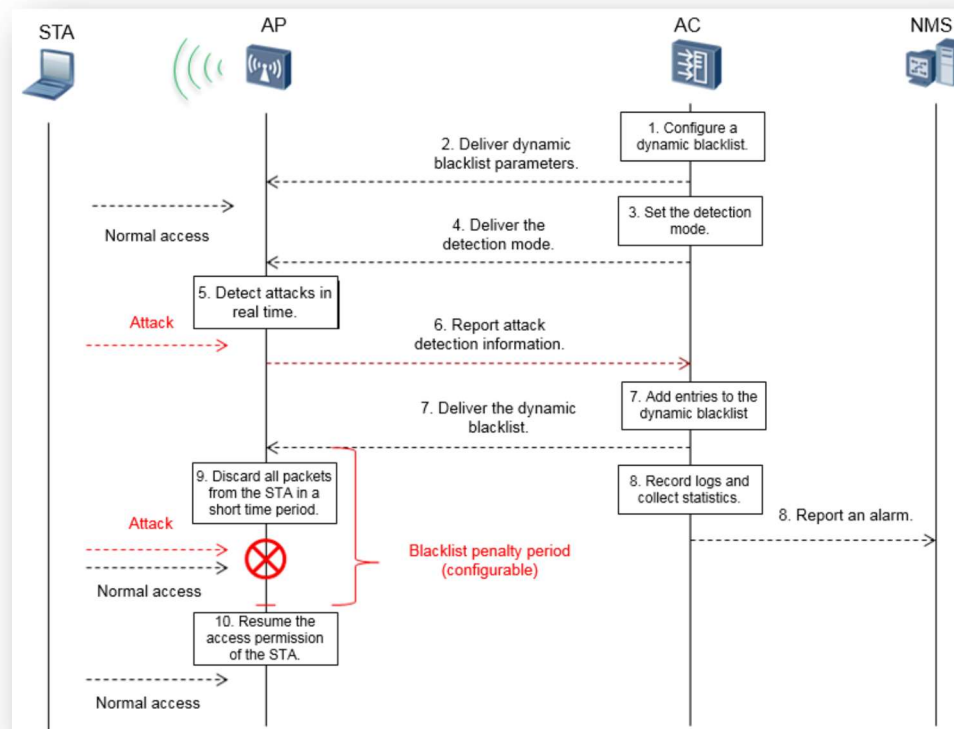 STA
AP
AC
NMS
1. Configure a
dynamic blacklist.
2. Deliver dynamic
blacklist parameters.
3. Set the detection
mode.
Normal access
4. Deliver the
detection mode.
5. Detect attacks in
real time.
Attack
6. Report attack
detection information.
7. Add entries to the
dynamic blacklist
7. Deliver the dynamic
blacklist.
9. Discard all packets
from the STA in a
short time period.
8. Record logs and
collect statistics.
8. Report an alarm.
Attack
Blacklist penalty period
(configurable)
Normal access
10. Resume the
access permission
of the STA.
Normal access